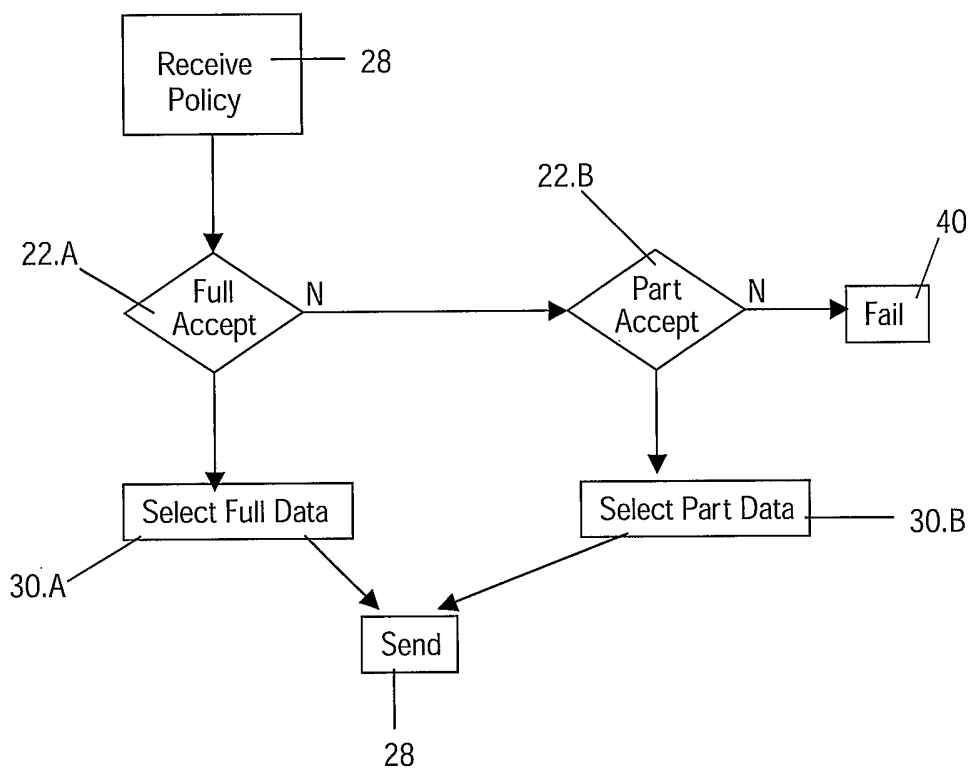 Receive
Policy
28
22.A
Full
Accept
N
22.B
Part
Accept
N
40
Fail
Select Full Data
30.A
Select Part Data
30.B
Send
28